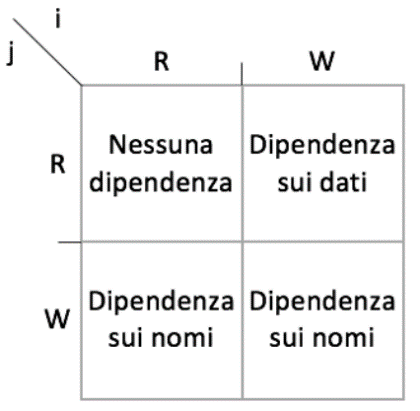 i
j
R W
R
Nessuna Dipendenza
dipendenza sui dati
W
Dipendenza Dipendenza
sui nomi sui nomi